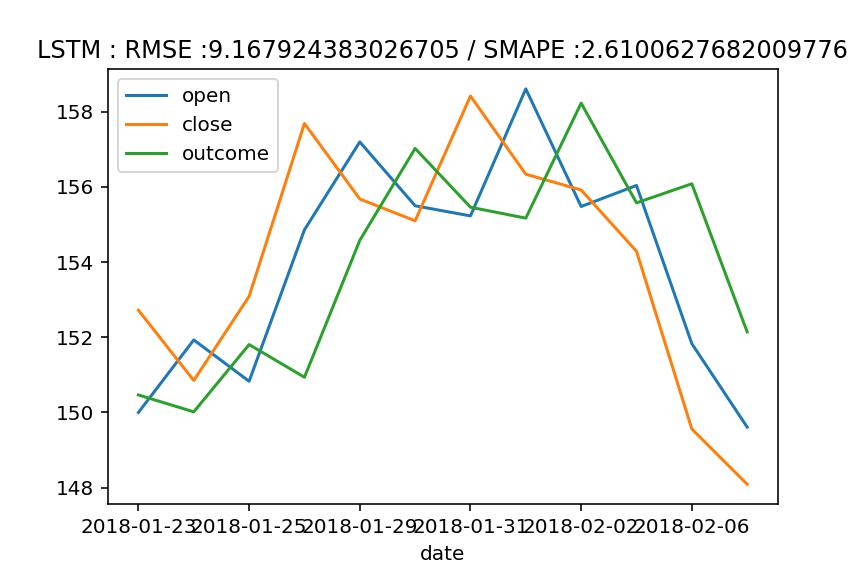 LSTM : RMSE :9.167924383026705 / SMAPE :2.6100627682009776
open
close
outcome
158
156
154
152
150
148
2018-01-23 2018-01-25 2018-01-29 2018-01-31 2018-02-02 2018-02-06
date